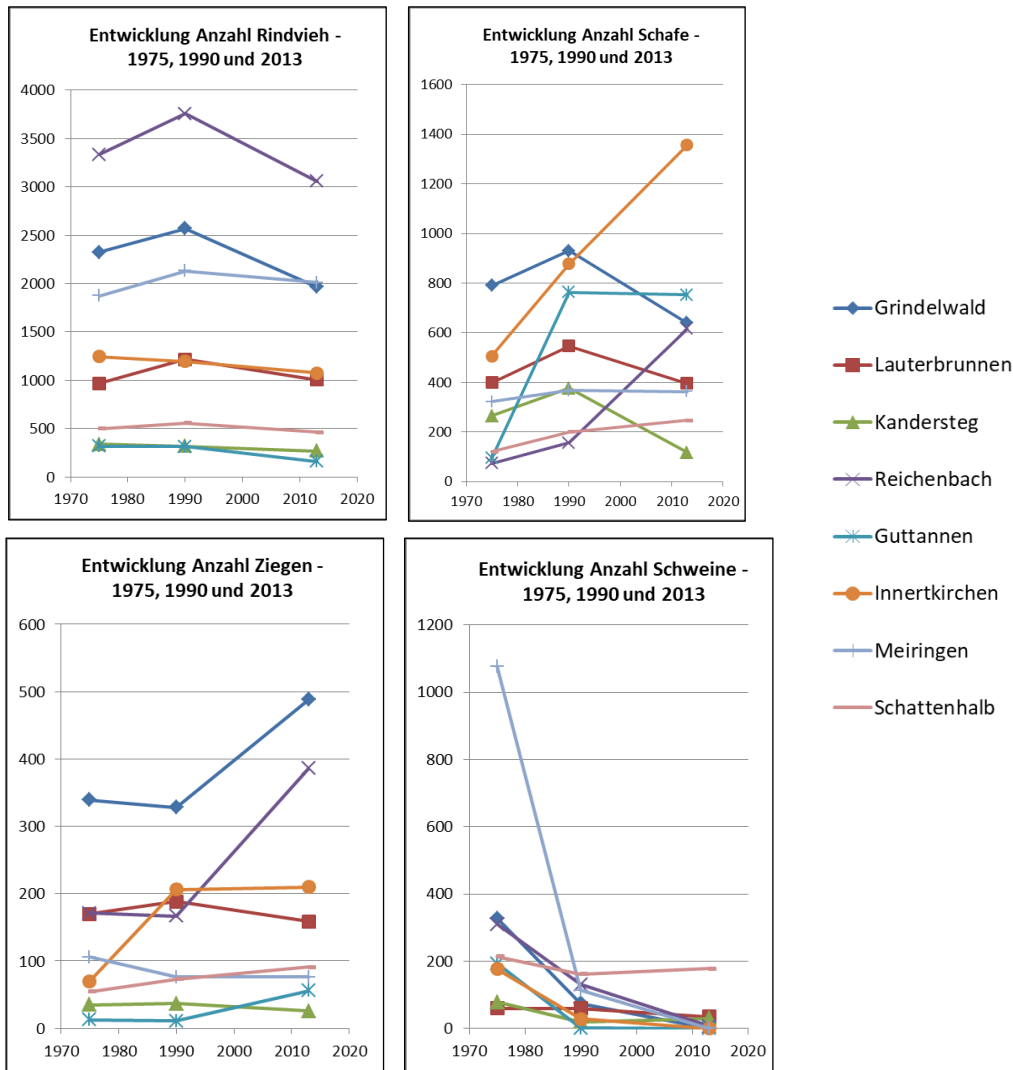 Entwicklung Anzahl Rindvieh -
1975, 1990 und 2013
4000
3500
3000
2500
2000
1500
1000
500
0
1970 1980 1990 2000 2010 2020
Entwicklung Anzahl Schafe -
1975, 1990 und 2013
1600
1400
1200
1000
800
600
400
200
0
1970 1980 1990 2000 2010 2020
Entwicklung Anzahl Ziegen -
1975, 1990 und 2013
600
500
400
300
200
100
0
1970 1980 1990 2000 2010 2020
Entwicklung Anzahl Schweine -
1975, 1990 und 2013
1200
1000
800
600
400
200
0
1970 1980 1990 2000 2010 2020
Grindelwald
Lauterbrunnen
Kandersteg
Reichenbach
Guttannen
Innertkirchen
Meiringen
Schattenhalb